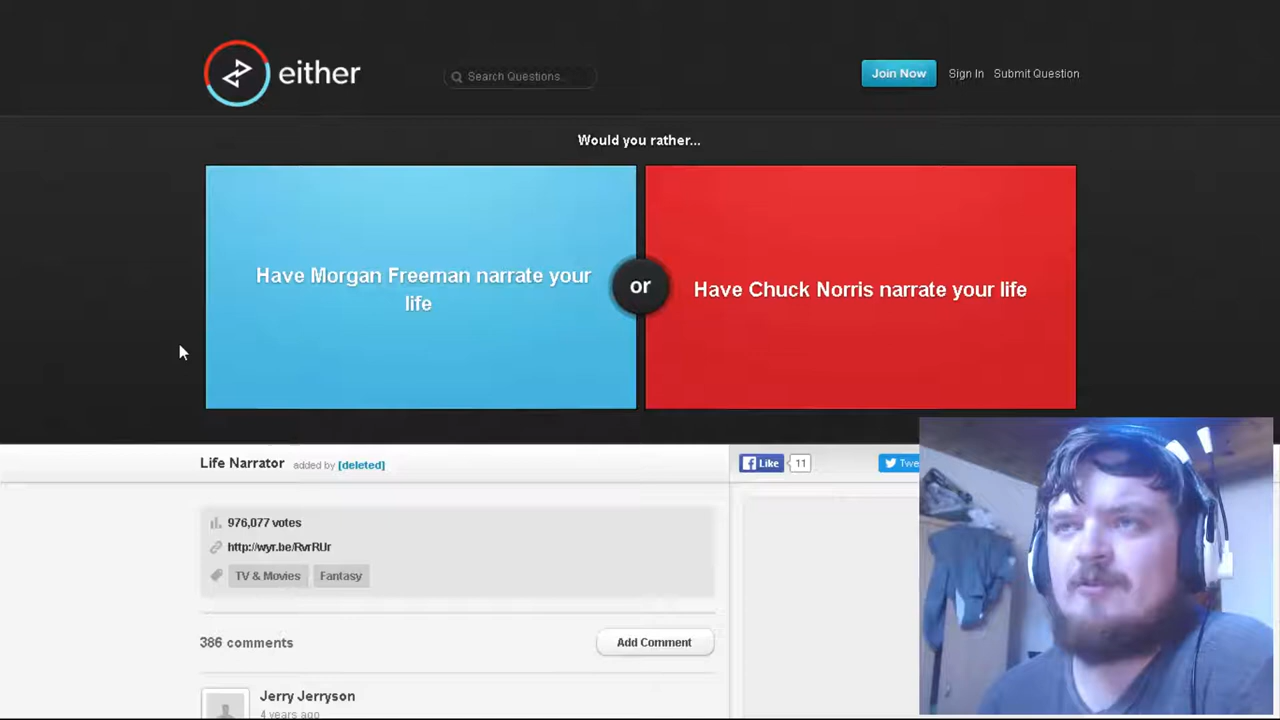 either
Search Questions...
Join Now
Sign In
Submit Question
Would you rather...
Have Morgan Freeman narrate your
life
or
Have Chuck Norris narrate your life
Life Narrator
added by [deleted]
Like
11
Twe
976,077 votes
http://wyr.be/RvrRUr
TV & Movies
Fantasy
386 comments
Add Comment
Jerry Jerryson
4 years ago